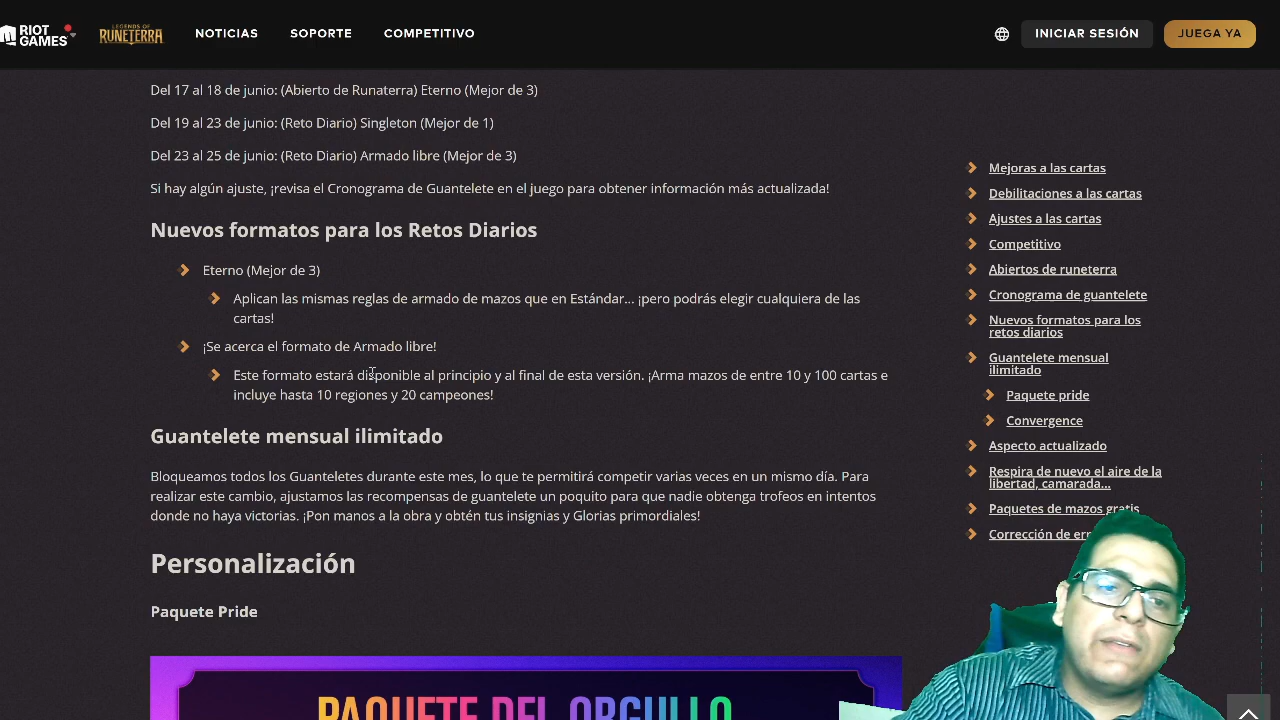 RIOT
GAMES
LEGENDS OF
RUNETERRA
NOTICIAS
SOPORTE
COMPETITIVO
INICIAR SESIÓN
JUEGA YA
Del 17 al 18 de junio: (Abierto de Runaterra) Eterno (Mejor de 3)
Del 19 al 23 de junio: (Reto Diario) Singleton (Mejor de 1)
Del 23 al 25 de junio: (Reto Diario) Armado libre (Mejor de 3)
Si hay algún ajuste, ¡revisa el Cronograma de Guantelete en el juego para obtener información más actualizada!
Nuevos formatos para los Retos Diarios
Eterno (Mejor de 3)
Aplican las mismas reglas de armado de mazos que en Estándar... ¡pero podrás elegir cualquiera de las
cartas!
¡Se acerca el formato de Armado libre!
Este formato estará disponible al principio y al final de esta versión. ¡Arma mazos de entre 10 y 100 cartas e
incluye hasta 10 regiones y 20 campeones!
Guantelete mensual ilimitado
Bloqueamos todos los Guanteletes durante este mes, lo que te permitirá competir varias veces en un mismo día. Para
realizar este cambio, ajustamos las recompensas de guantelete un poquito para que nadie obtenga trofeos en intentos
donde no haya victorias. ¡Pon manos a la obra y obtén tus insignias y Glorias primordiales!
Personalización
Paquete Pride
PAQUETE DEL ORGULLO
Mejoras a las cartas
Debilitaciones a las cartas
Ajustes a las cartas
Competitivo
Abiertos de runeterra
Cronograma de guantelete
Nuevos formatos para los
retos diarios
Guantelete mensual
ilimitado
Paquete pride
Convergence
Aspecto actualizado
Respira de nuevo el aire de la
libertad, camarada...
Paquetes de mazos gratis
Corrección de